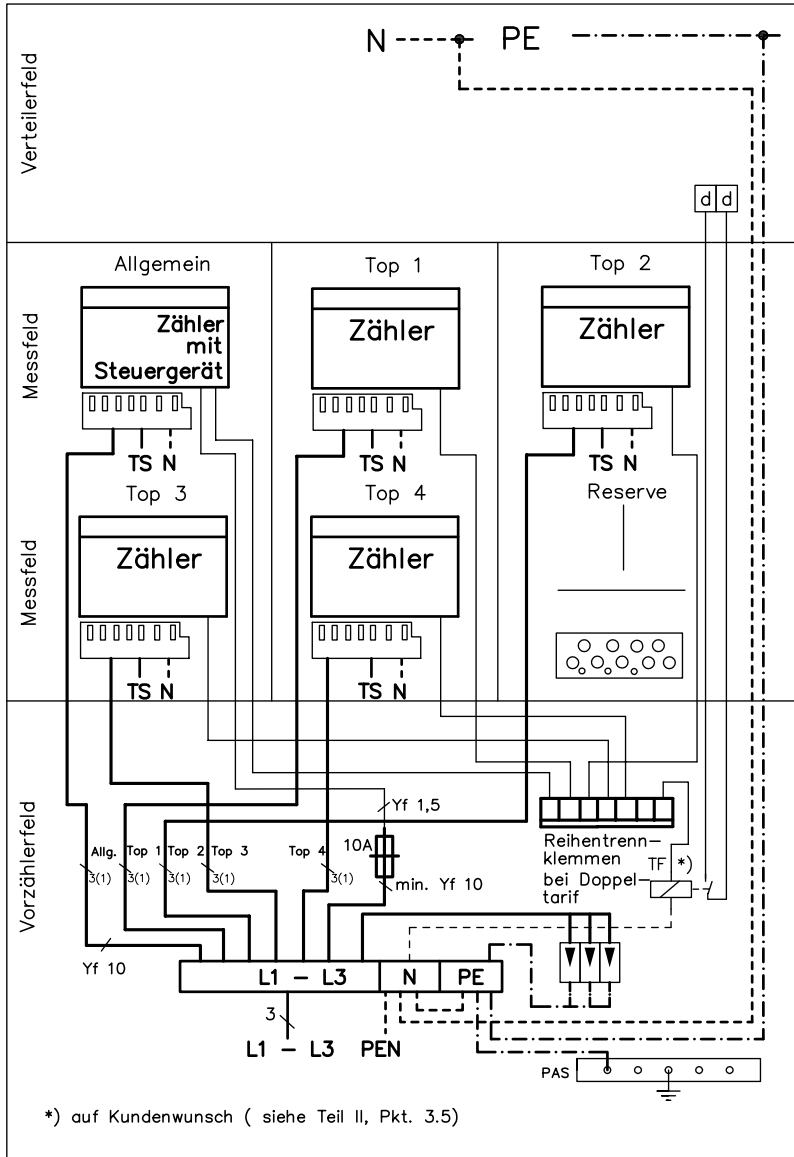 N
PE
Verteilerfeld
d d
Allgemein
Top 1
Top 2
Messfeld
Zähler
mit
Steuergerät
Zähler
Zähler
TS N
TS N
TS N
Top 3
Top 4
Reserve
Messfeld
Zähler
Zähler
TS N
TS N
Vorzählerfeld
Yf 1,5
Allg. Top 1 Top 2 Top 3 Top 4
3(1) 3(1) 3(1) 3(1) 3(1)
10A
min. Yf 10
Reihentrenn-
klemmen
bei Doppel-
tarif
TF *)
Yf 10
L1 – L3 N PE
3
L1 – L3 PEN
PAS
*) auf Kundenwunsch ( siehe Teil II, Pkt. 3.5)